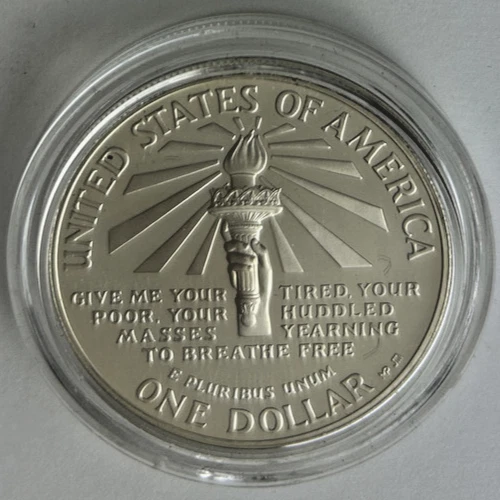 UNITED STATES OF AMERICA
GIVE ME YOUR TIRED, YOUR
POOR, YOUR HUDDLED
MASSES YEARNING
TO BREATHE FREE
E PLURIBUS UNUM
ONE DOLLAR